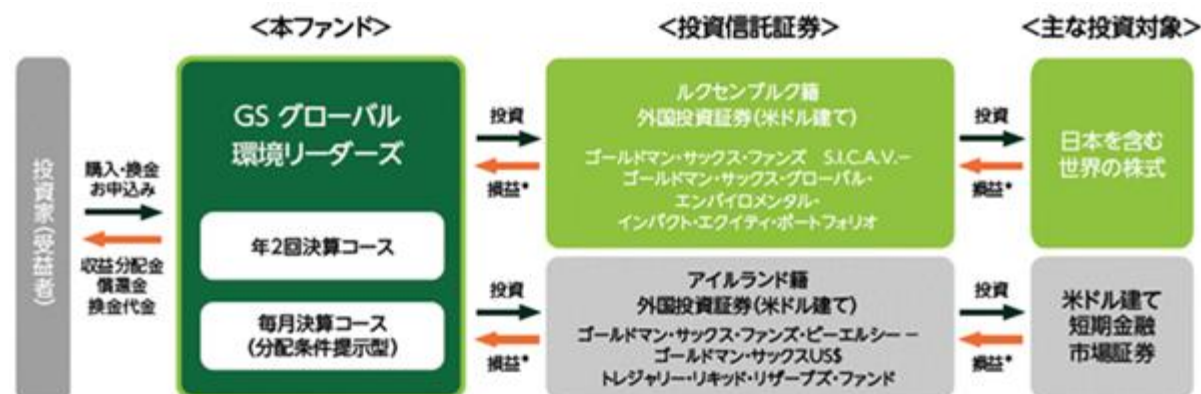 <本ファンド>
<投資信託証券>
<主な投資対象>
投資家(受益者)
購入・換金
お申込み
収益分配金
償還金
換金代金
GS グローバル
環境リーダーズ
年2回決算コース
毎月決算コース
(分配条件提示型)
投資
損益*
投資
損益*
ルクセンブルク籍
外国投資証券(米ドル建て)
ゴールドマン・サックス・ファンズ S.I.C.A.V.－
ゴールドマン・サックス・グローバル・
エンバイロメンタル・
インパクト・エクイティ・ポートフォリオ
アイルランド籍
外国投資証券(米ドル建て)
ゴールドマン・サックス・ファンズ・ピーエルシー －
ゴールドマン・サックスUS$
トレジャリー・リキッド・リザーブズ・ファンド
投資
損益*
投資
損益*
日本を含む
世界の株式
米ドル建て
短期金融
市場証券